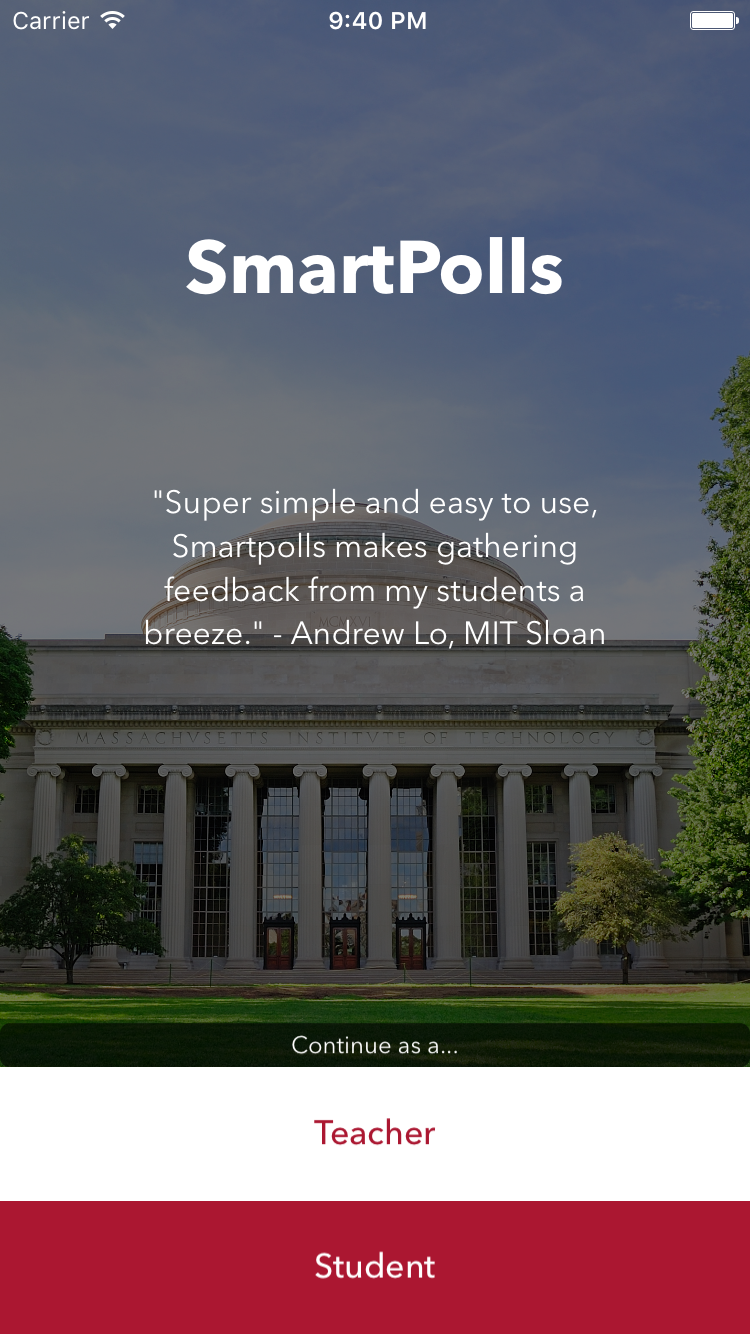 Carrier 9:40 PM
SmartPolls
"Super simple and easy to use,
Smartpolls makes gathering
feedback from my students a
breeze." - Andrew Lo, MIT Sloan
MASSACHVSETTS INSTITVTE OF TECHNOLOGY
Continue as a...
Teacher
Student